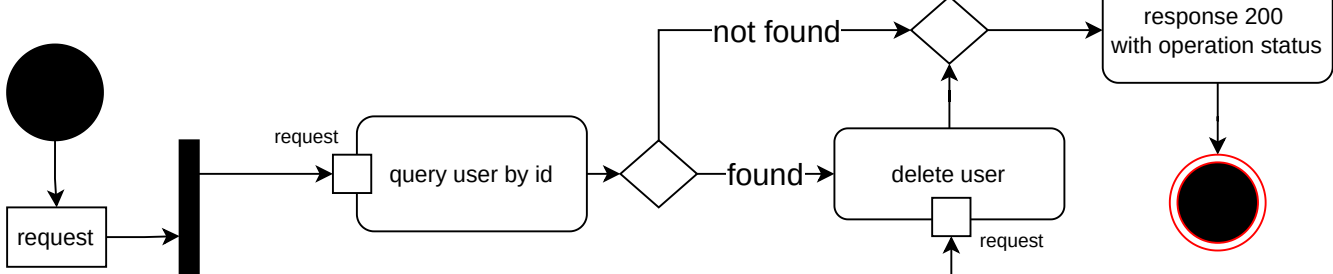 not found
response 200
with operation status
request
query user by id
found
delete user
request
request